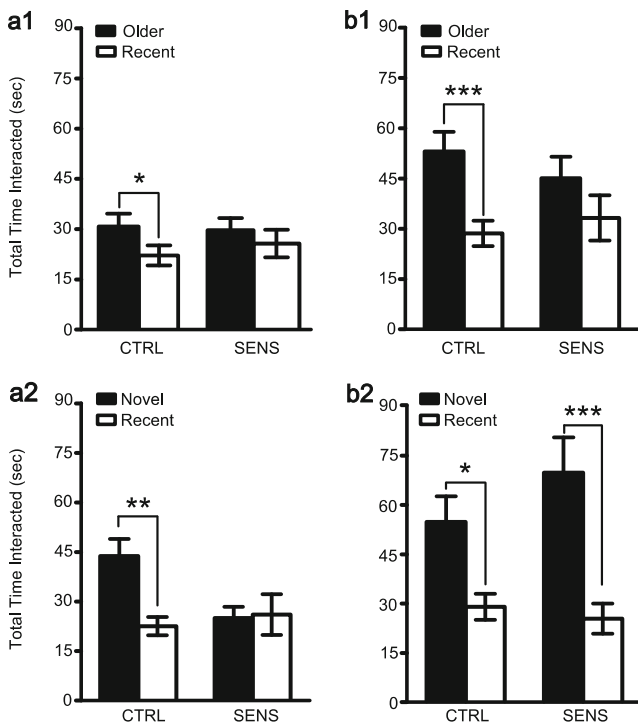 a1
90
Older
Recent
75
60
45
30
15
0
*
Total Time Interacted (sec)
CTRL
SENS
b1
90
Older
Recent
75
60
45
30
15
0
***
CTRL
SENS
a2
90
Novel
Recent
75
60
45
30
15
0
**
Total Time Interacted (sec)
CTRL
SENS
b2
90
Novel
Recent
75
60
45
30
15
0
*
***
CTRL
SENS